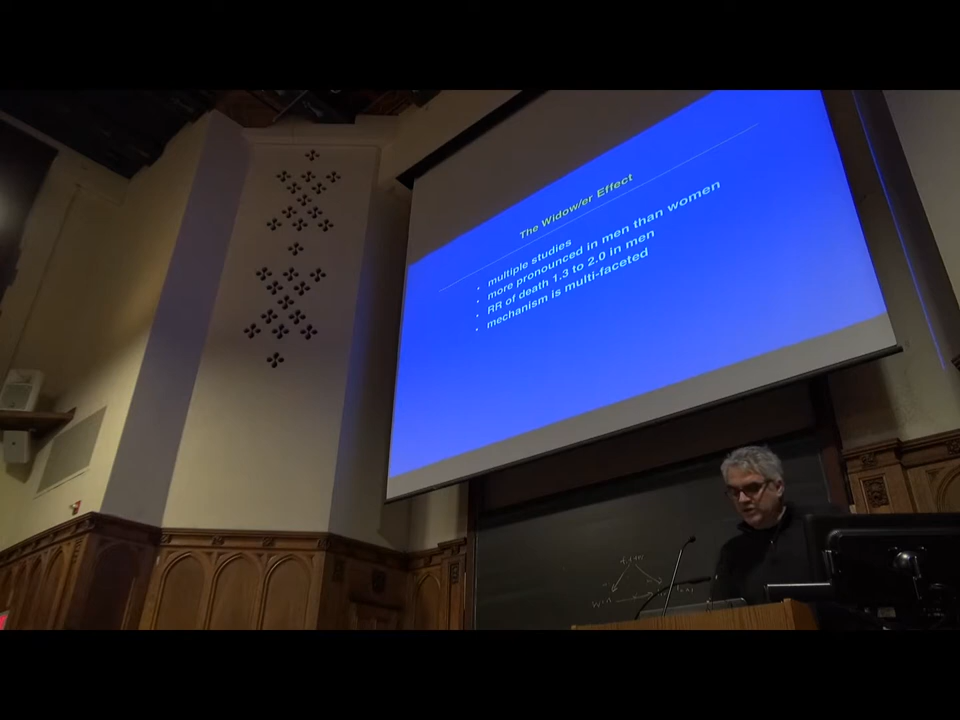 The Widow/er Effect
• multiple studies
• more pronounced in men than women
• RR of death 1.3 to 2.0 in men
• mechanism is multi-faceted